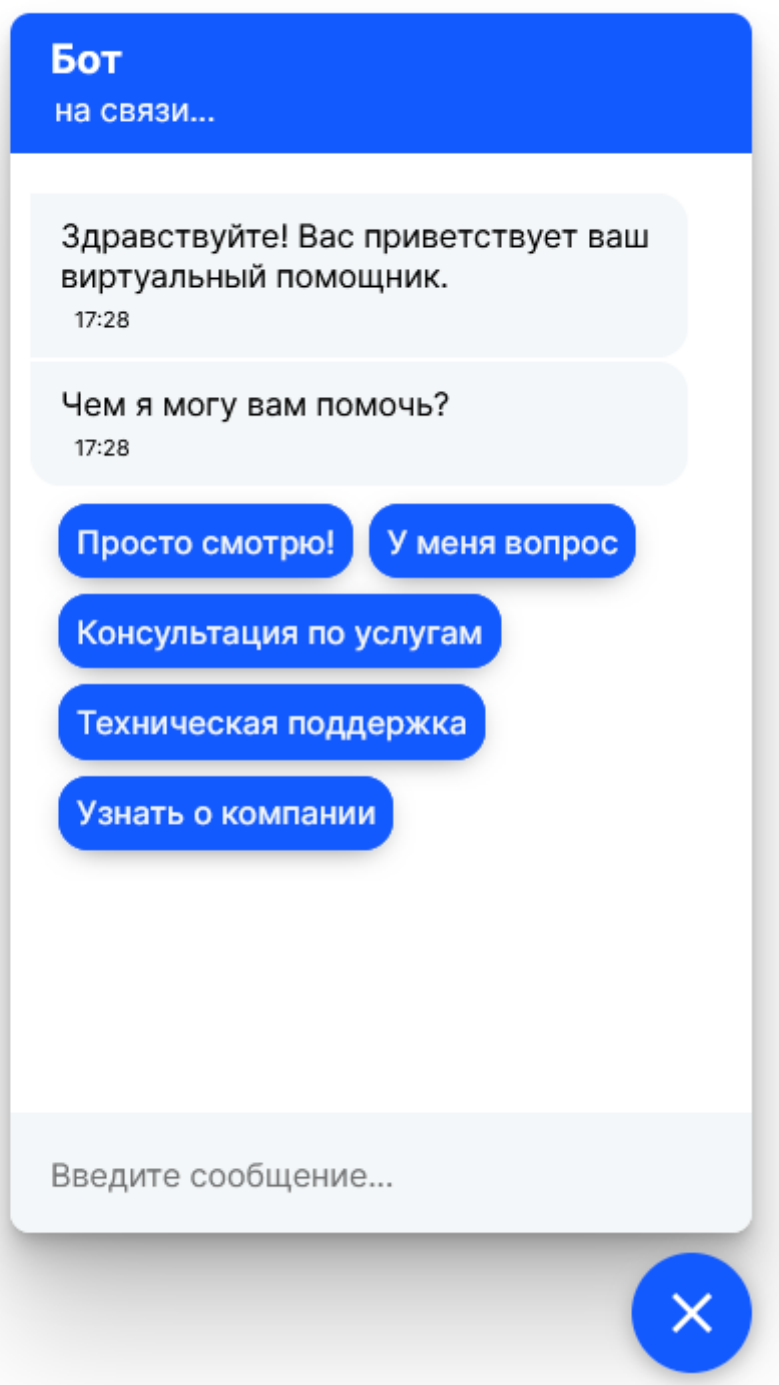 Бот
на связи...
Здравствуйте! Вас приветствует ваш
виртуальный помощник.
17:28
Чем я могу вам помочь?
17:28
Просто смотрю! У меня вопрос
Консультация по услугам
Техническая поддержка
Узнать о компании
Введите сообщение...